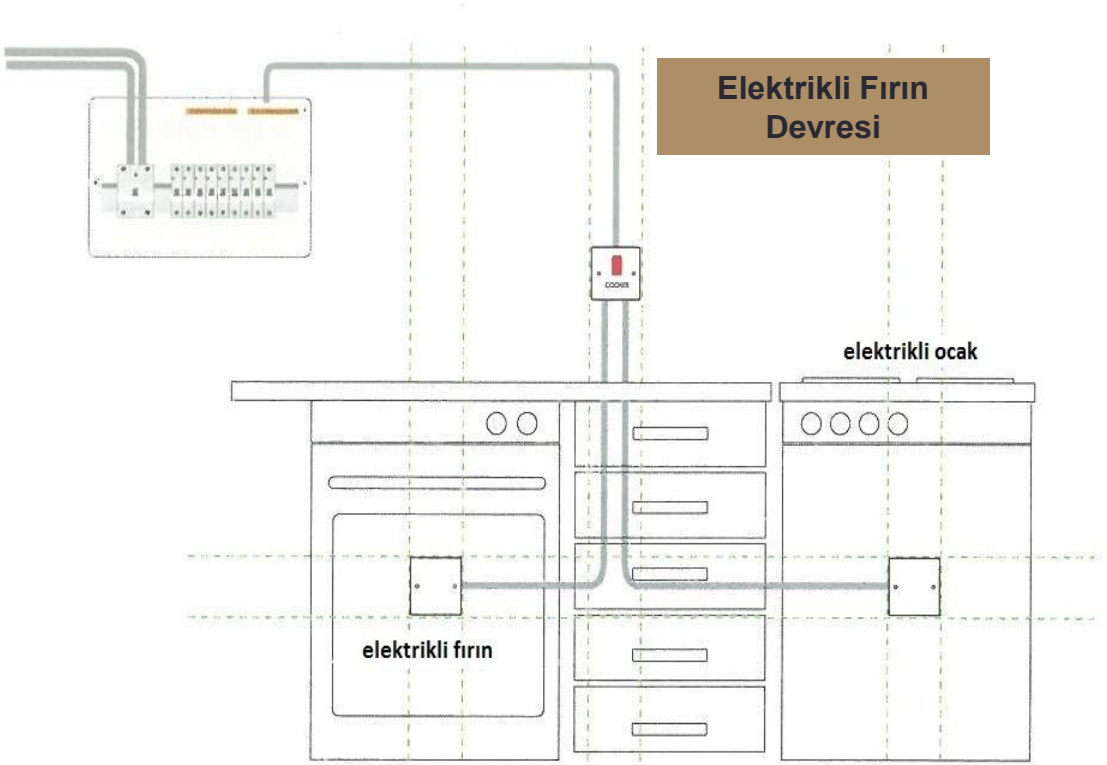 Elektrikli Fırın
Devresi
COOKER
elektrikli ocak
elektrikli fırın